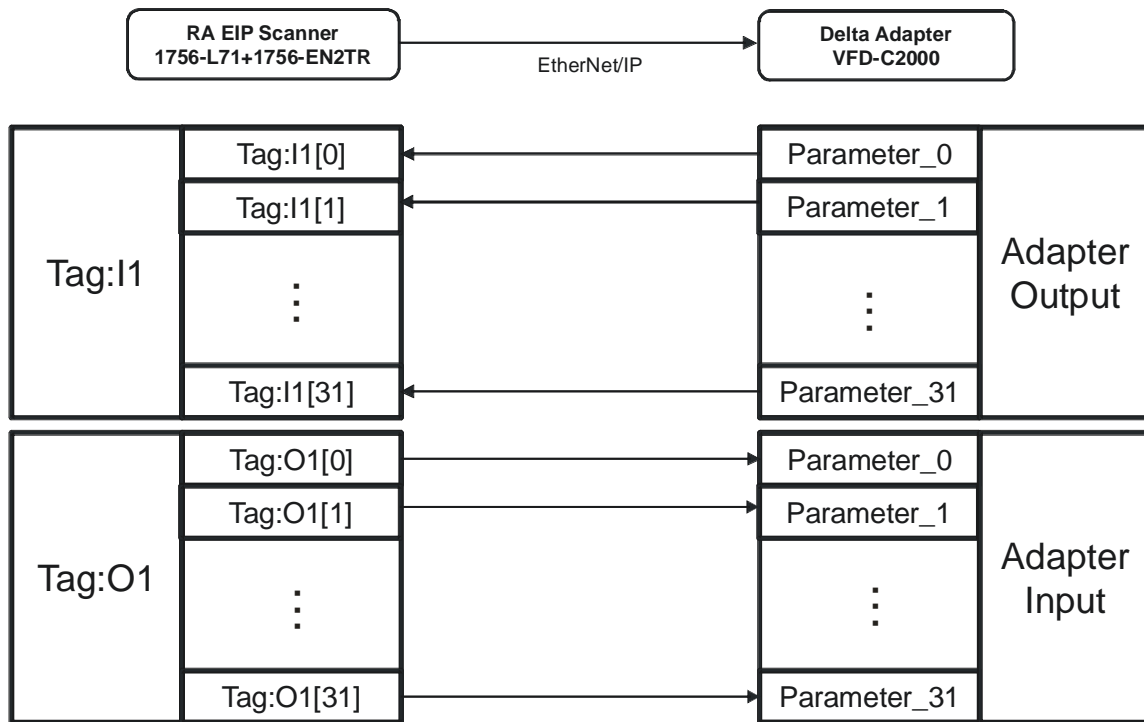 RA EIP Scanner
1756-L71+1756-EN2TR
EtherNet/IP
Delta Adapter
VFD-C2000
Tag:I1
Tag:I1[0]
Tag:I1[1]
⋮
Tag:I1[31]
Parameter_0
Parameter_1
⋮
Parameter_31
Adapter
Output
Tag:O1
Tag:O1[0]
Tag:O1[1]
⋮
Tag:O1[31]
Parameter_0
Parameter_1
⋮
Parameter_31
Adapter
Input